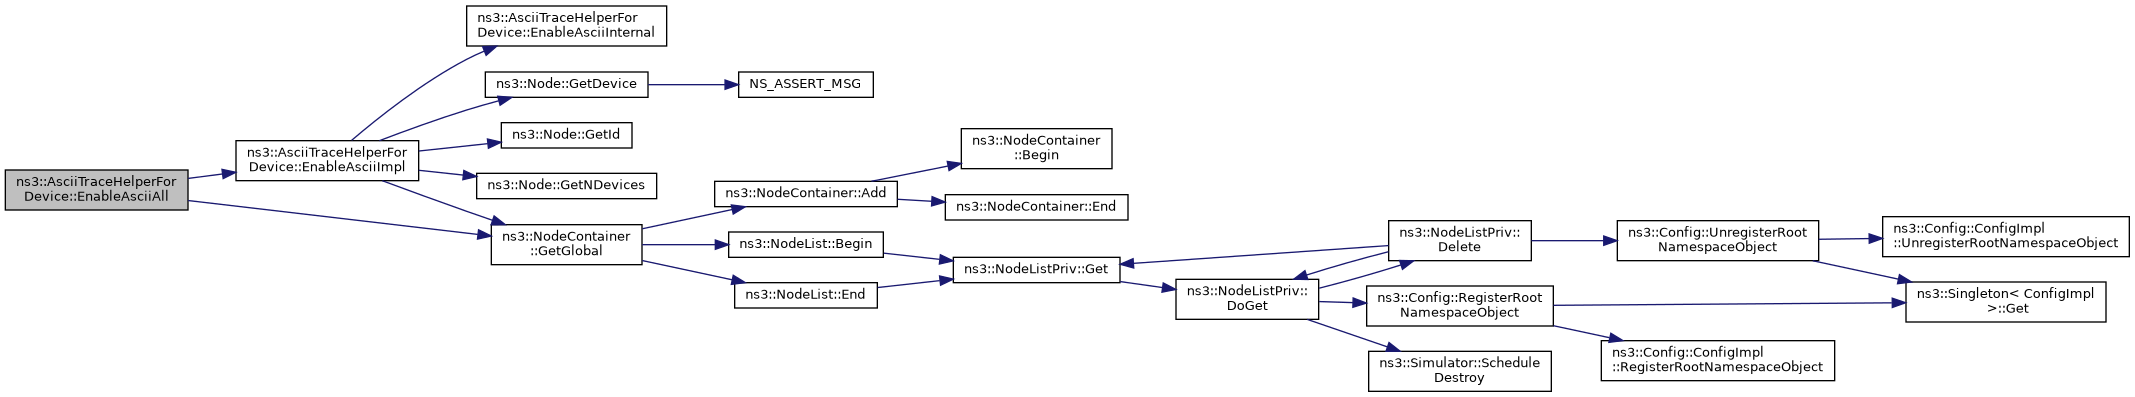 ns3::AsciiTraceHelperFor
Device::EnableAsciiAll
ns3::AsciiTraceHelperFor
Device::EnableAsciiImpl
ns3::AsciiTraceHelperFor
Device::EnableAsciiInternal
ns3::Node::GetDevice
NS_ASSERT_MSG
ns3::Node::GetId
ns3::Node::GetNDevices
ns3::NodeContainer
::GetGlobal
ns3::NodeContainer::Add
ns3::NodeContainer
::Begin
ns3::NodeContainer::End
ns3::NodeList::Begin
ns3::NodeList::End
ns3::NodeListPriv::Get
ns3::NodeListPriv::
DoGet
ns3::NodeListPriv::
Delete
ns3::Config::RegisterRoot
NamespaceObject
ns3::Simulator::Schedule
Destroy
ns3::Config::UnregisterRoot
NamespaceObject
ns3::Config::ConfigImpl
::UnregisterRootNamespaceObject
ns3::Singleton< ConfigImpl
>::Get
ns3::Config::ConfigImpl
::RegisterRootNamespaceObject